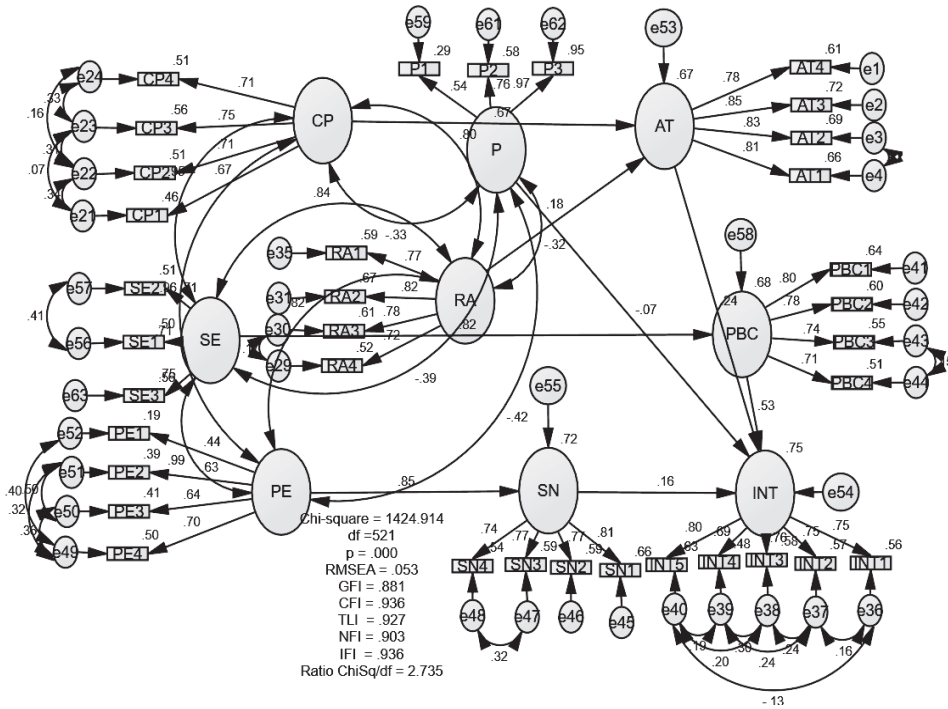 e59
e61
e62
e53
.29
.58
.95
P1
P2
P3
.54
.76
.97
.67
.61
e24
.51
CP4
.71
.78
AT4
e1
.33
.16
.72
.85
AT3
e2
e23
.56
CP3
.75
CP
.67
AT
.69
.83
AT2
e3
.80
P
.71
.51
.81
.66
e22
CP2
.67
AT1
e4
.07
.46
e21
CP1
.84
.18
-.33
-.32
e58
e35
.59
RA1
.77
.64
.68
.80
PBC1
e41
e57
.51
SE2
.67
.82
e31
RA2
RA
.60
.78
PBC2
e42
.24
.61
.78
.41
.50
SE
e30
RA3
.72
.82
-.07
PBC
.74
.55
PBC3
e43
e56
SE1
.71
e29
.52
RA4
.71
.51
PBC4
e44
.75
-.39
e63
SE3
e55
.19
-.42
.53
e52
PE1
.44
.72
.75
.39
.99
.63
e51
PE2
.40
.32
.41
.64
PE
.85
SN
.16
INT
e54
e50
PE3
.70
.50
e49
PE4
Chi-square = 1424.914
df =521
p = .000
RMSEA = .053
GFI = .881
CFI = .936
TLI = .927
NFI = .903
IFI = .936
Ratio ChiSq/df = 2.735
.74
.54
.77
.59
.77
.59
.81
.66
SN4
SN3
SN2
SN1
.80
.69
.75
.75
.63
.48
.58
.57
.56
INT5
INT4
INT3
INT2
INT1
e48
e47
e46
e45
e40
e39
e38
e37
e36
.32
.19
.30
.24
.16
.20
.24
-.13